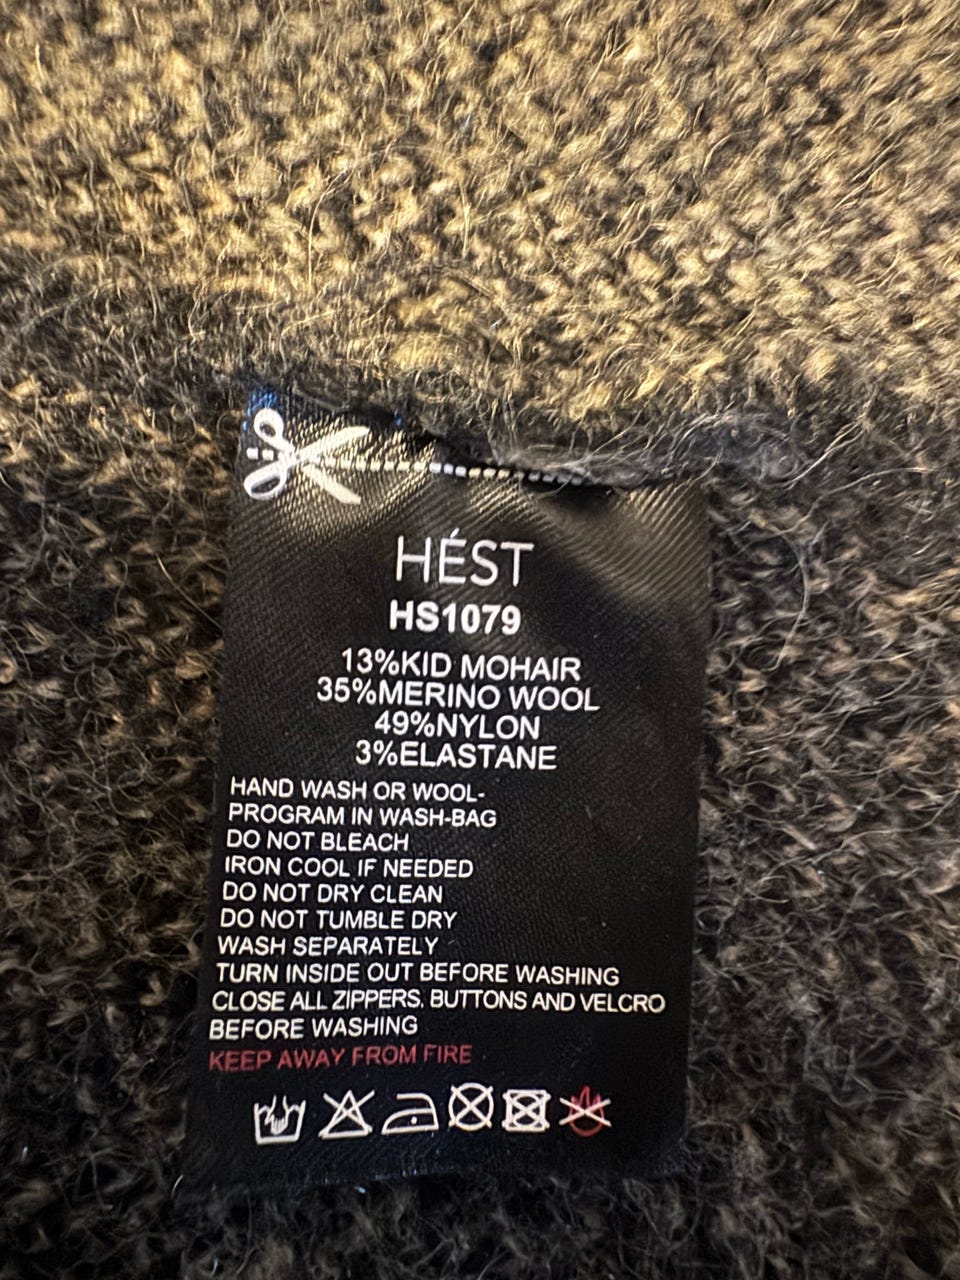 HÉST
HS1079
13%KID MOHAIR
35%MERINO WOOL
49%NYLON
3%ELASTANE
HAND WASH OR WOOL-
PROGRAM IN WASH-BAG
DO NOT BLEACH
IRON COOL IF NEEDED
DO NOT DRY CLEAN
DO NOT TUMBLE DRY
WASH SEPARATELY
TURN INSIDE OUT BEFORE WASHING
CLOSE ALL ZIPPERS, BUTTONS AND VELCRO
BEFORE WASHING
KEEP AWAY FROM FIRE